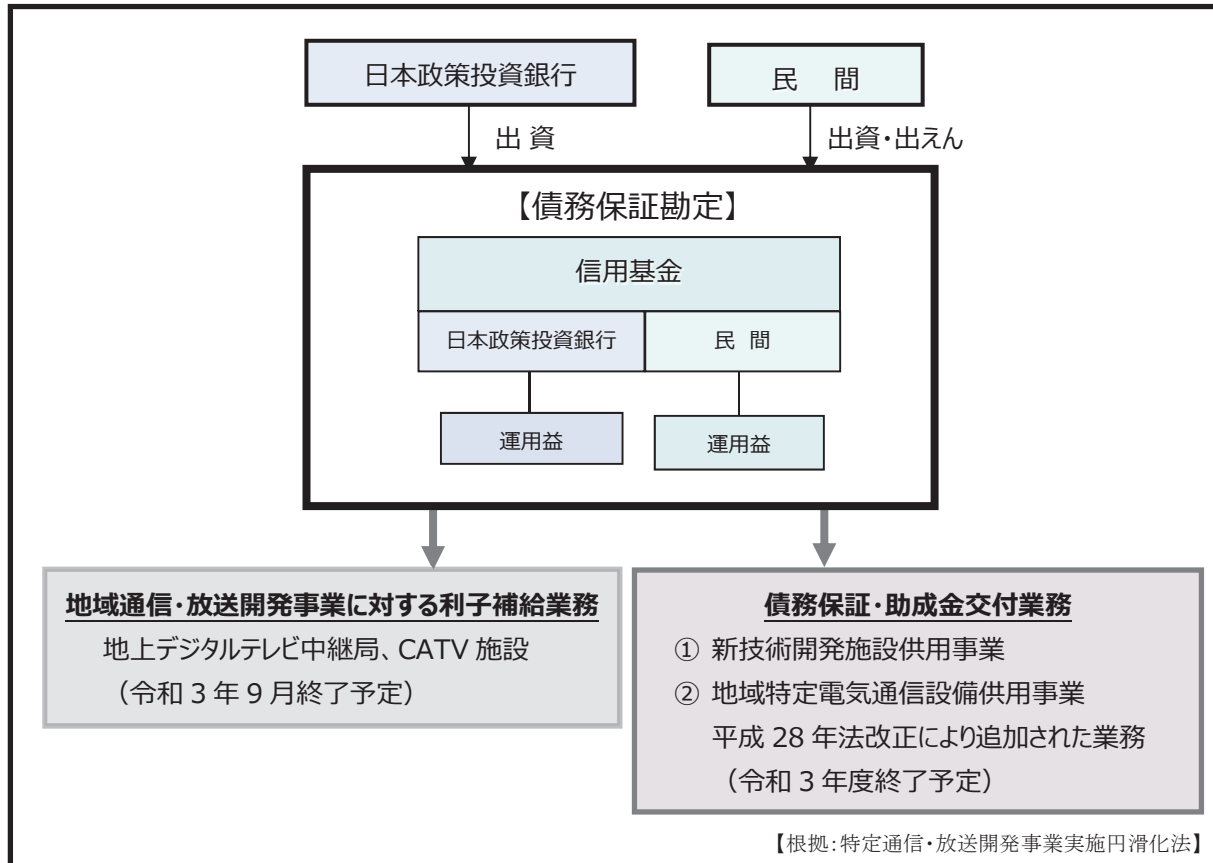 日本政策投資銀行
民 間
出 資
出資・出えん
【債務保証勘定】
信用基金
日本政策投資銀行
民 間
運用益
運用益
地域通信・放送開発事業に対する利子補給業務
地上デジタルテレビ中継局、CATV 施設
（令和 3 年 9 月終了予定）
債務保証・助成金交付業務
① 新技術開発施設供用事業
② 地域特定電気通信設備供用事業
平成 28 年法改正により追加された業務
（令和 3 年度終了予定）
【根拠:特定通信・放送開発事業実施円滑化法】